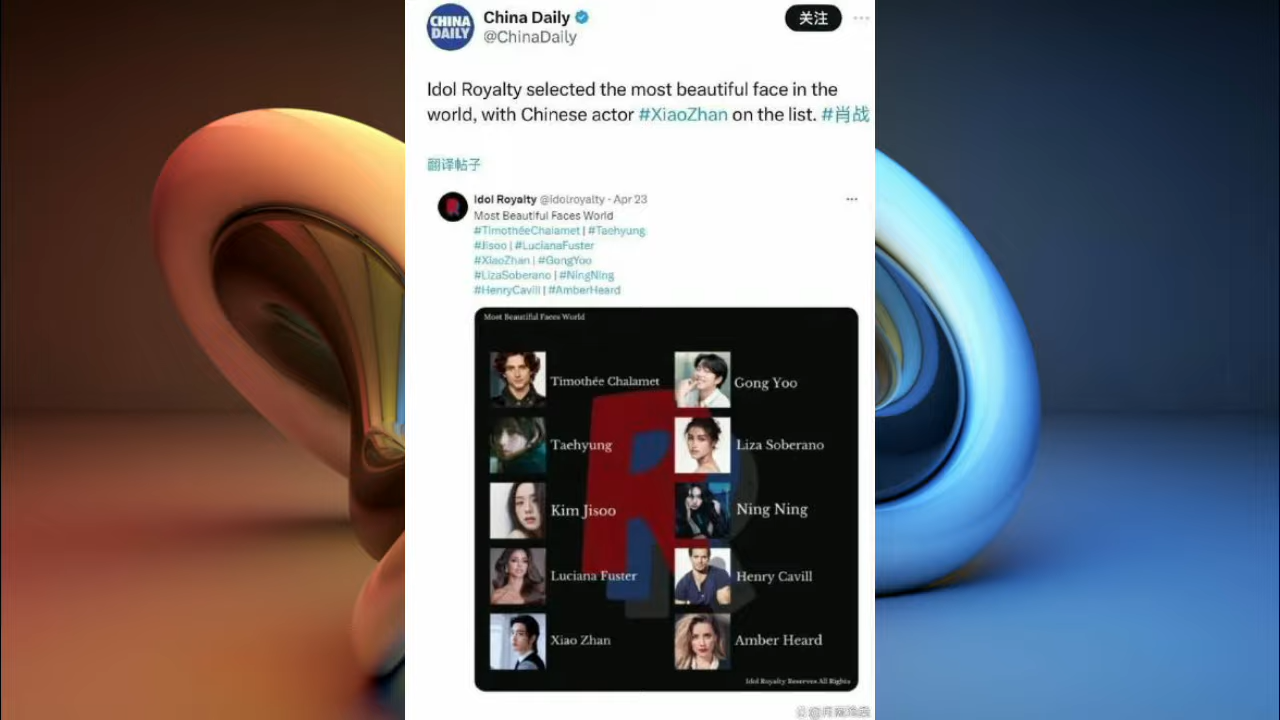 CHINA DAILY
China Daily
@ChinaDaily
关注
Idol Royalty selected the most beautiful face in the
world, with Chinese actor #XiaoZhan on the list. #肖战
翻译帖子
Idol Royalty @idolroyalty · Apr 23
Most Beautiful Faces World
#TimothéeChalamet | #Taehyung
#Jisoo | #LucianaFuster
#XiaoZhan | #GongYoo
#LizaSoberano | #NingNing
#HenryCavill | #AmberHeard
Most Beautiful Faces World
Timothée Chalamet
Gong Yoo
Taehyung
Liza Soberano
Kim Jisoo
Ning Ning
Luciana Fuster
Henry Cavill
Xiao Zhan
Amber Heard
Idol Royalty Reserves All Rights